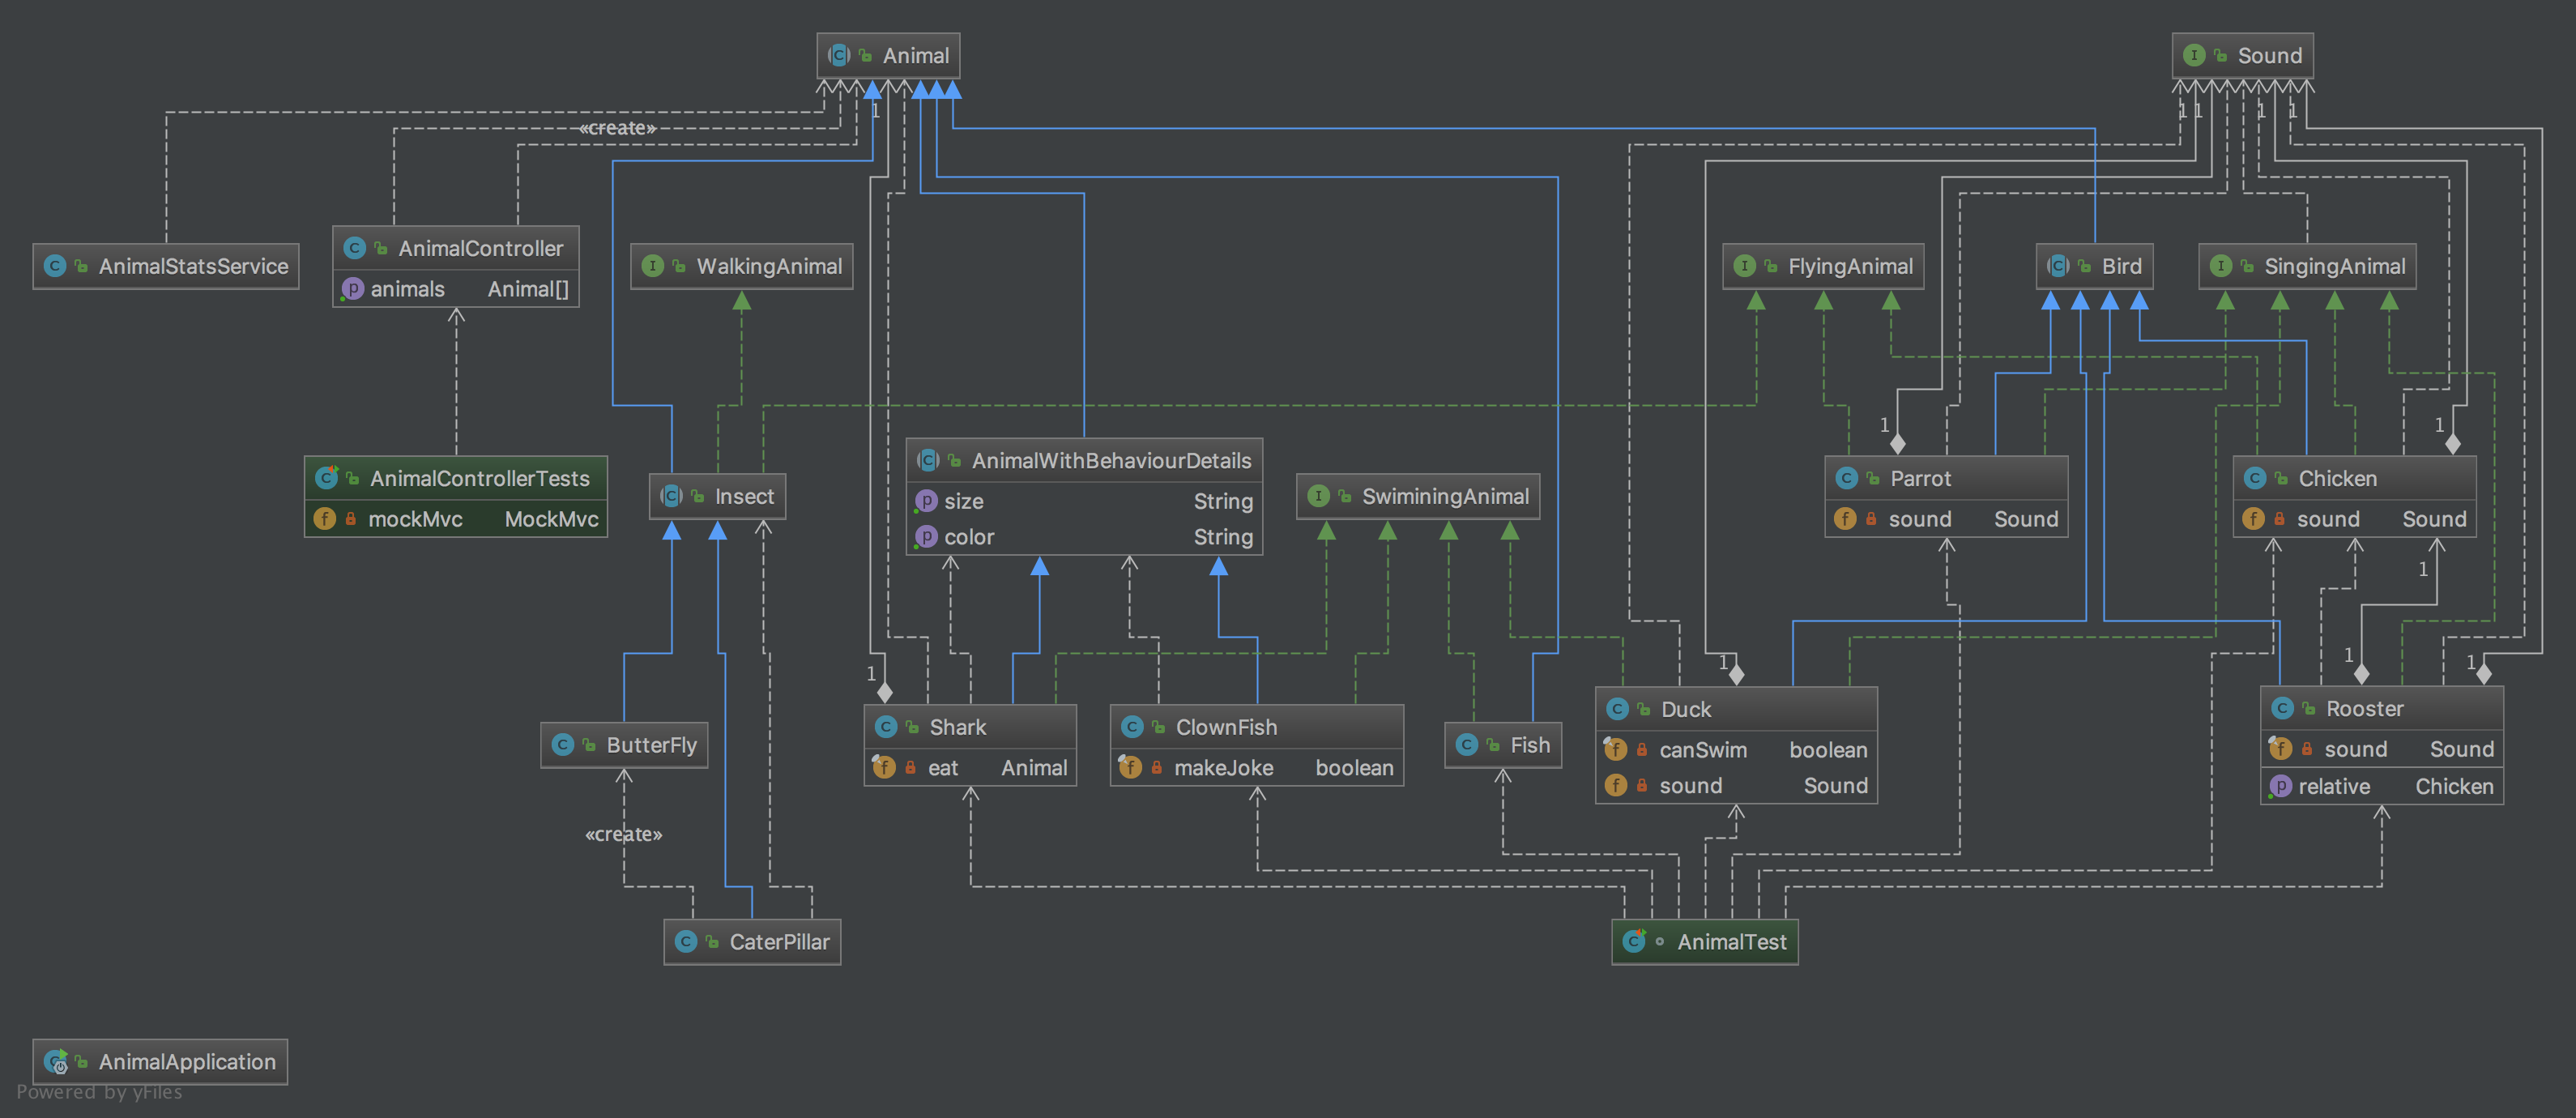 Animal
Sound
1
1
1
1
1
«create»
AnimalStatsService
AnimalController
animals Animal[]
WalkingAnimal
FlyingAnimal
Bird
SingingAnimal
1
1
AnimalControllerTests
mockMvc MockMvc
Insect
AnimalWithBehaviourDetails
size String
color String
SwiminingAnimal
Parrot
sound Sound
Chicken
sound Sound
1
1
1
1
1
ButterFly
Shark
eat Animal
ClownFish
makeJoke boolean
Fish
Duck
canSwim boolean
sound Sound
Rooster
sound Sound
relative Chicken
«create»
CaterPillar
AnimalTest
AnimalApplication
Powered by yFiles